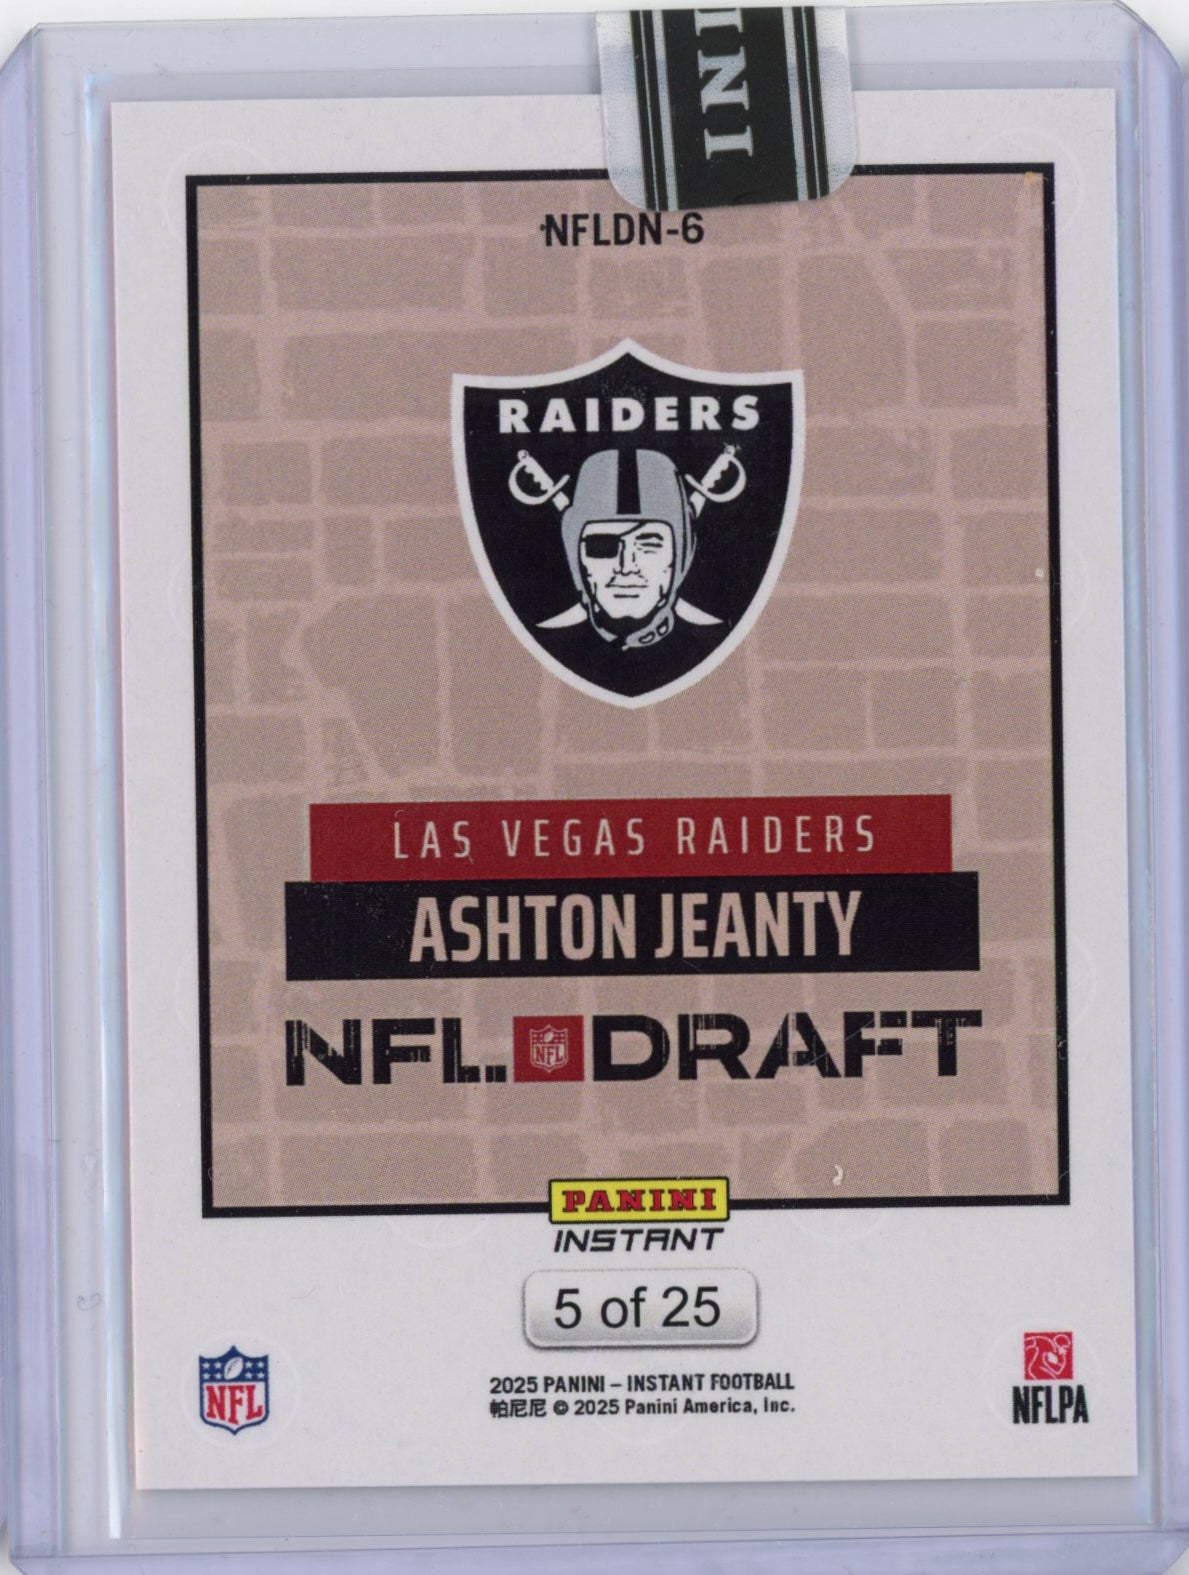 INI
NFLDN-6
RAIDERS
LAS VEGAS RAIDERS
ASHTON JEANTY
NFL NFL DRAFT
PANINI
INSTANT
5 of 25
NFL
2025 PANINI – INSTANT FOOTBALL
帕尼尼 © 2025 Panini America, Inc.
NFLPA